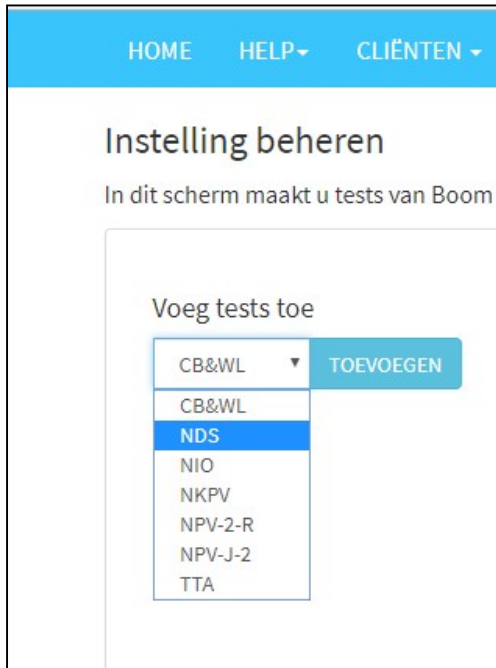 HOME HELP CLIËNTEN
Instelling beheren
In dit scherm maakt u tests van Boom
Voeg tests toe
CB&WL TOEVOEGEN
CB&WL
NDS
NIO
NKPV
NPV-2-R
NPV-J-2
TTA